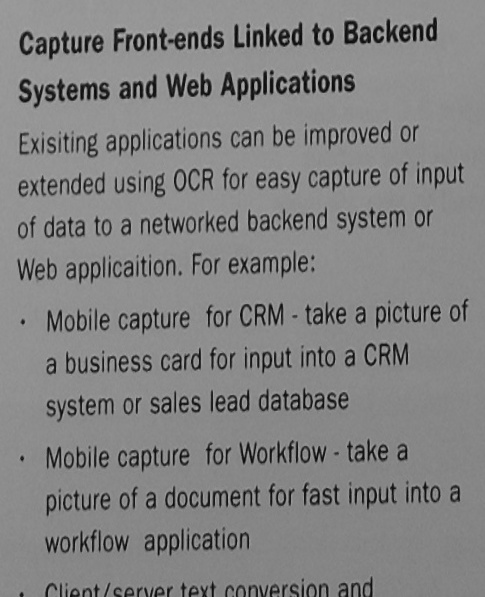 Capture Front-ends Linked to Backend
Systems and Web Applications
Exisiting applications can be improved or
extended using OCR for easy capture of input
of data to a networked backend system or
Web applicaition. For example:
· Mobile capture for CRM - take a picture of
a business card for input into a CRM
system or sales lead database
· Mobile capture for Workflow - take a
picture of a document for fast input into a
workflow application
· Client/server text conversion and